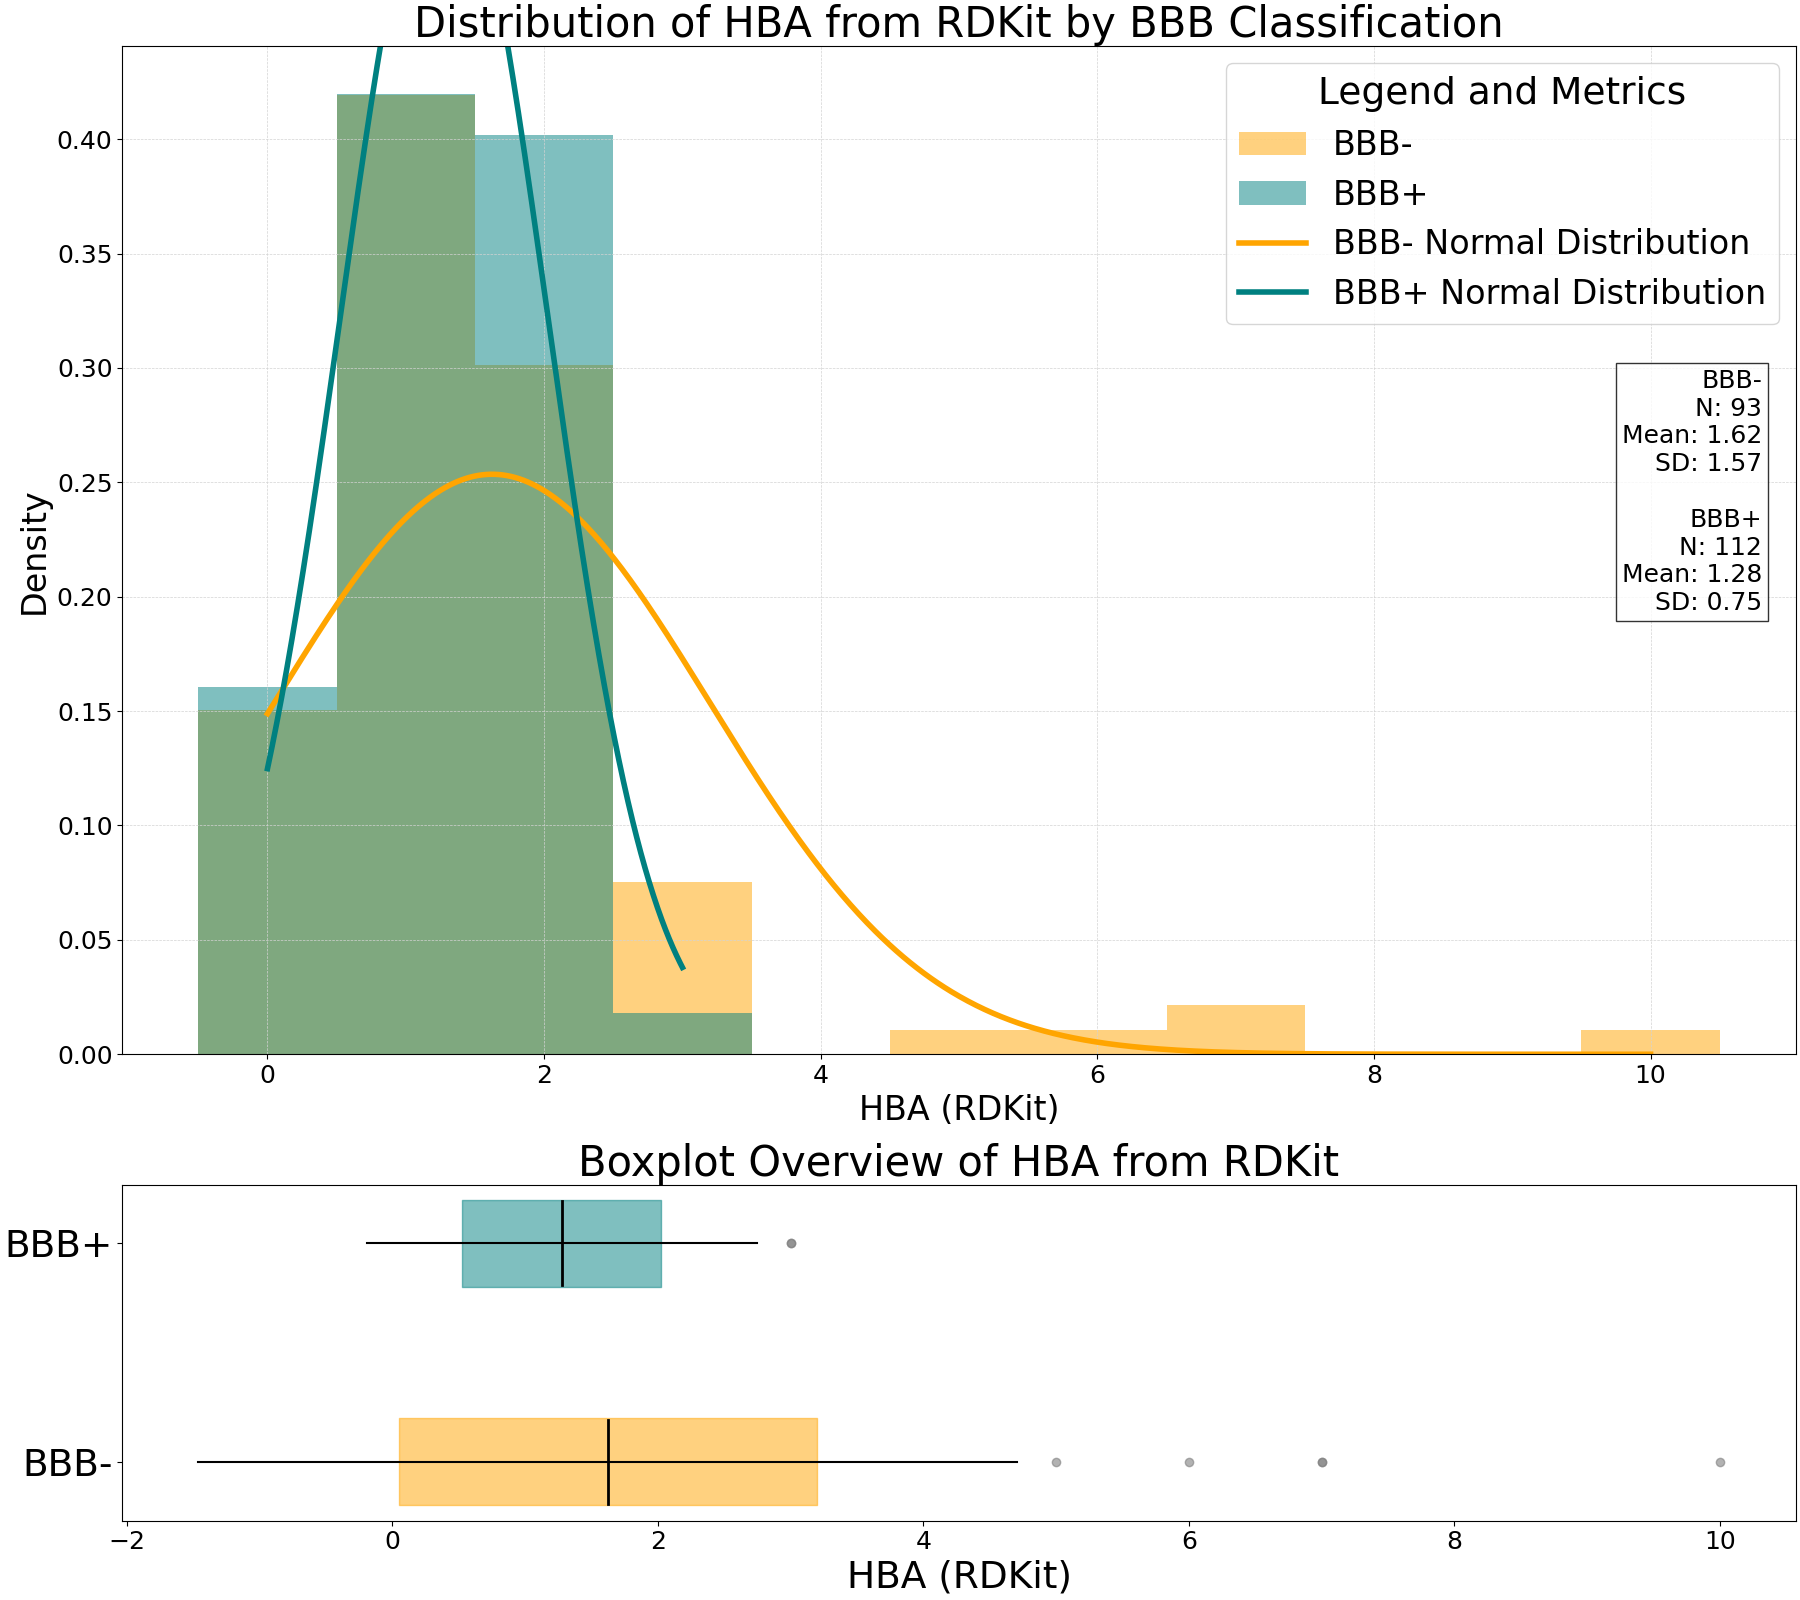 Distribution of HBA from RDKit by BBB Classification
Density
0.40
0.35
0.30
0.25
0.20
0.15
0.10
0.05
0.00
Legend and Metrics
BBB-
BBB+
BBB- Normal Distribution
BBB+ Normal Distribution
BBB-
N: 93
Mean: 1.62
SD: 1.57
BBB+
N: 112
Mean: 1.28
SD: 0.75
0 2 4 6 8 10
HBA (RDKit)
Boxplot Overview of HBA from RDKit
BBB+
BBB-
−2 0 2 4 6 8 10
HBA (RDKit)